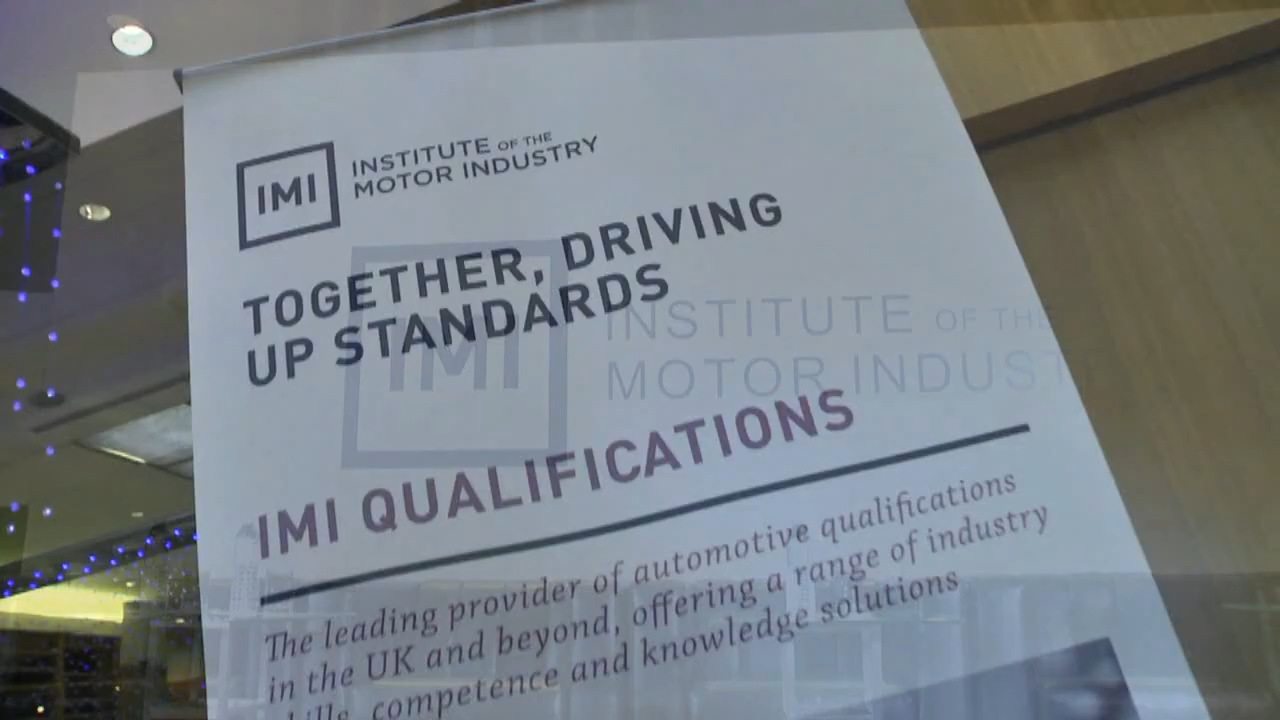 IMI
INSTITUTE OF THE
MOTOR INDUSTRY
TOGETHER, DRIVING
UP STANDARDS
IMI
INSTITUTE OF THE
MOTOR INDUST
IMI QUALIFICATIONS
The leading provider of automotive qualifications
in the UK and beyond, offering a range of industry
competence and knowledge solutions